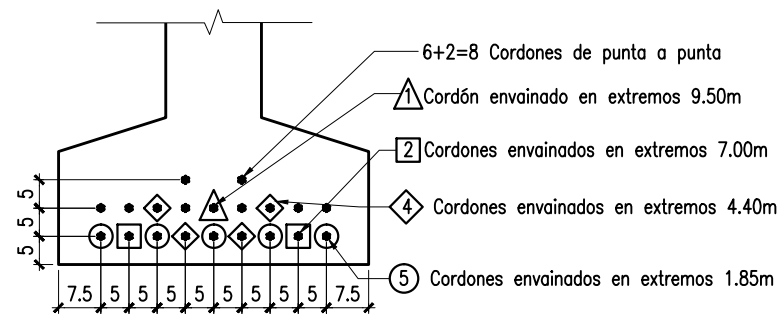 6+2=8 Cordones de punta a punta
1 Cordón envainado en extremos 9.50m
2 Cordones envainados en extremos 7.00m
4 Cordones envainados en extremos 4.40m
5 Cordones envainados en extremos 1.85m
5
5
5
7.5 5 5 5 5 5 5 5 5 7.5